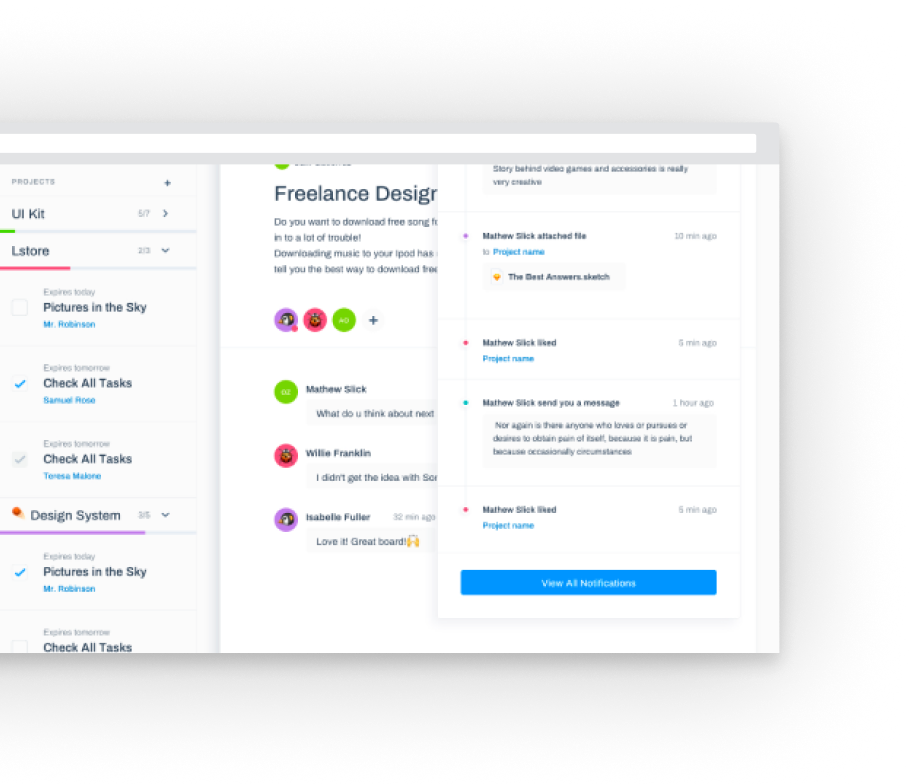 PROJECTS +
UI Kit 5/7
Lstore 2/3
Expires today
Pictures in the Sky
Mr. Robinson
Expires tomorrow
Check All Tasks
Samuel Rose
Expires tomorrow
Check All Tasks
Teresa Malone
Design System 3/5
Expires today
Pictures in the Sky
Mr. Robinson
Expires tomorrow
Check All Tasks
Freelance Design
Do you want to download free song
in to a lot of trouble!
Downloading music to your Ipod has
tell you the best way to download free
AO +
OZ
Mathew Slick
What do u think about next
Willie Franklin
I didn't get the idea with
Isabelle Fuller 32 min ago
Love it! Great board!🙌
Story behind video games and accessories is really
very creative
Mathew Slick attached file 10 min ago
to Project name
The Best Answers.sketch
Mathew Slick liked 5 min ago
Project name
Mathew Slick send you a message 1 hour ago
Nor again is there anyone who loves or pursues or
desires to obtain pain of itself, because it is pain, but
because occasionally circumstances
Mathew Slick liked 5 min ago
Project name
View All Notifications